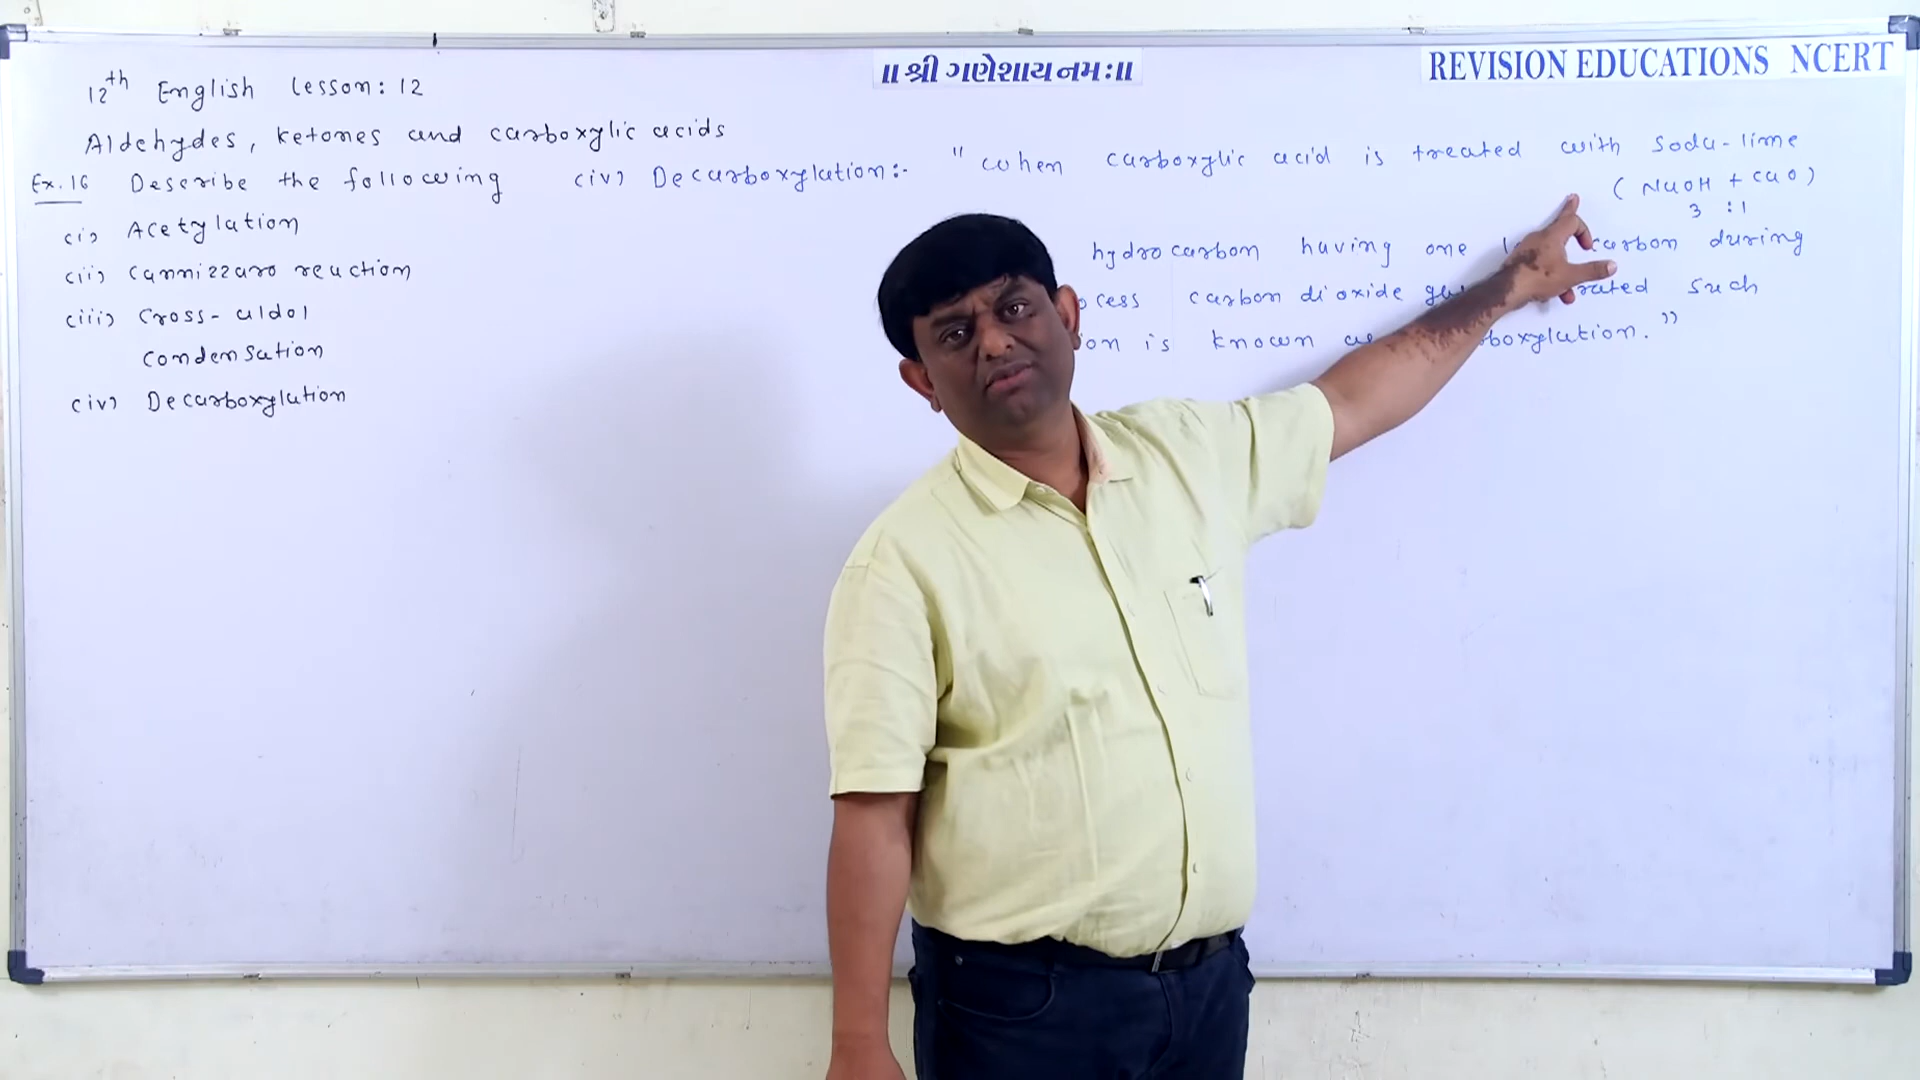 ॥ શ્રી ગણેશાય નમઃ॥
REVISION EDUCATIONS NCERT
12th English Lesson: 12
Aldehydes, ketones and carboxylic acids
Ex. 16 Describe the following
(i) Acetylation
(ii) Cannizzaro reaction
(iii) Cross-aldol
condensation
(iv) Decarboxylation
(iv) Decarboxylation:- "when carboxylic acid is treated with soda-lime
(NaOH + CaO)
3 : 1
hydrocarbon having one carbon during
carbon dioxide such
is known